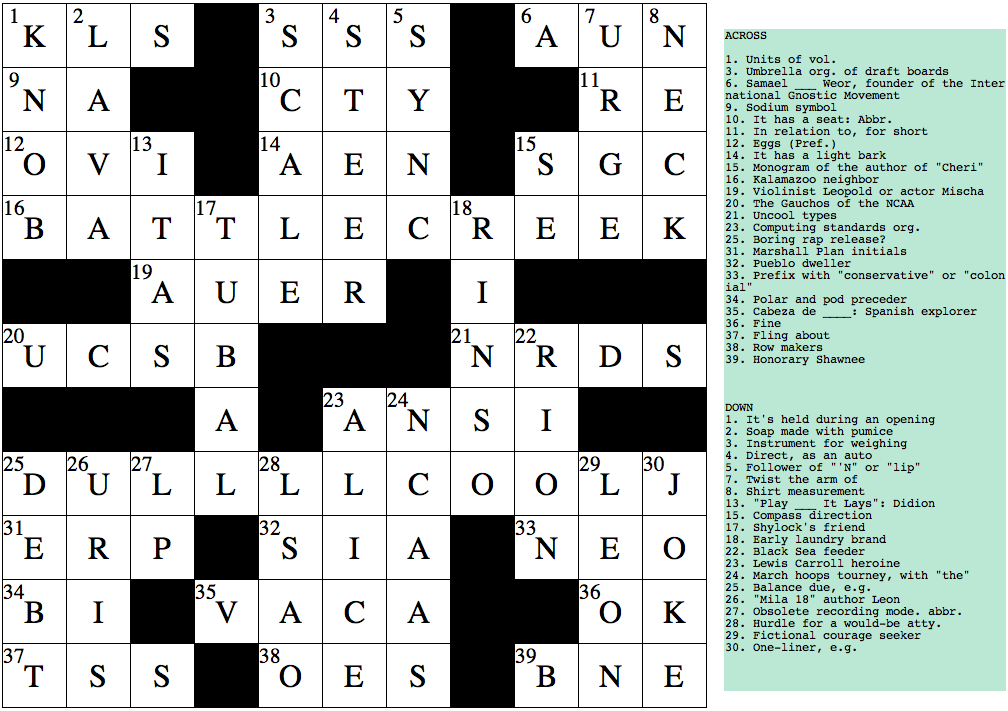 1 K 2 L S 3 S 4 S 5 S 6 A 7 U 8 N
9 N A 10 C T Y 11 R E
12 O V 13 I 14 A E N 15 S G C
16 B A T 17 T L E C 18 R E E K
19 A U E R I
20 U C S B 21 N 22 R D S
A 23 A 24 N S I
25 D 26 U 27 L L 28 L L C O O 29 L 30 J
31 E R P 32 S I A 33 N E O
34 B I 35 V A C A 36 O K
37 T S S 38 O E S 39 B N E
ACROSS
1. Units of vol.
3. Umbrella org. of draft boards
6. Samael ___ Weor, founder of the Inter
national Gnostic Movement
9. Sodium symbol
10. It has a seat: Abbr.
11. In relation to, for short
12. Eggs (Pref.)
14. It has a light bark
15. Monogram of the author of "Cheri"
16. Kalamazoo neighbor
19. Violinist Leopold or actor Mischa
20. The Gauchos of the NCAA
21. Uncool types
23. Computing standards org.
25. Boring rap release?
31. Marshall Plan initials
32. Pueblo dweller
33. Prefix with "conservative" or "colon
ial"
34. Polar and pod preceder
35. Cabeza de ____: Spanish explorer
36. Fine
37. Fling about
38. Row makers
39. Honorary Shawnee
DOWN
1. It's held during an opening
2. Soap made with pumice
3. Instrument for weighing
4. Direct, as an auto
5. Follower of "'N" or "lip"
7. Twist the arm of
8. Shirt measurement
13. "Play ___ It Lays": Didion
15. Compass direction
17. Shylock's friend
18. Early laundry brand
22. Black Sea feeder
23. Lewis Carroll heroine
24. March hoops tourney, with "the"
25. Balance due, e.g.
26. "Mila 18" author Leon
27. Obsolete recording mode. abbr.
28. Hurdle for a would-be atty.
29. Fictional courage seeker
30. One-liner, e.g.